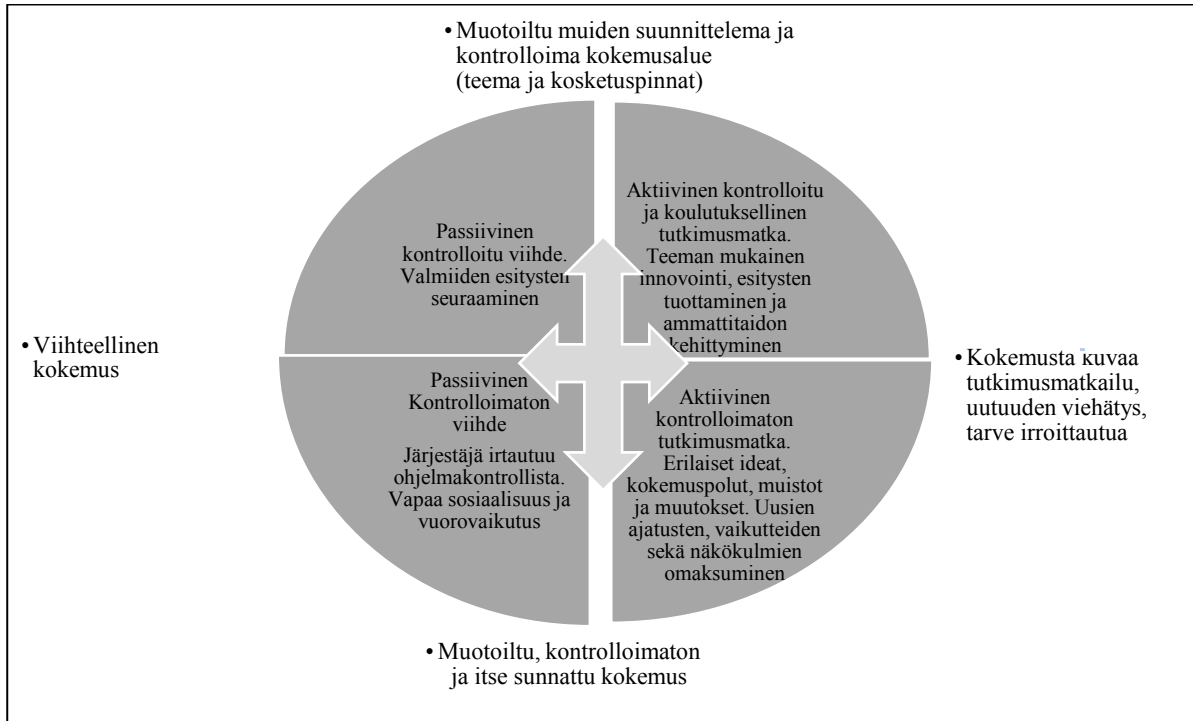 • Muotoiltu muiden suunnittelema ja
kontrolloima kokemusalue
(teema ja kosketuspinnat)
Passiivinen
kontrolloitu viihde.
Valmiiden esitysten
seuraaminen
Aktiivinen kontrolloitu
ja koulutuksellinen
tutkimusmatka.
Teeman mukainen
innovointi, esitysten
tuottaminen ja
ammattitaidon
kehittyminen
• Viihteellinen
kokemus
• Kokemusta kuvaa
tutkimusmatkailu,
uutuuden viehätys,
tarve irroittautua
Passiivinen
Kontrolloimaton
viihde
Järjestäjä irtautuu
ohjelmakontrollista.
Vapaa sosiaalisuus ja
vuorovaikutus
Aktiivinen
kontrolloimaton
tutkimusmatka.
Erilaiset ideat,
kokemuspolut, muistot
ja muutokset. Uusien
ajatusten, vaikutteiden
sekä näkökulmien
omaksuminen
• Muotoiltu, kontrolloimaton
ja itse sunnattu kokemus